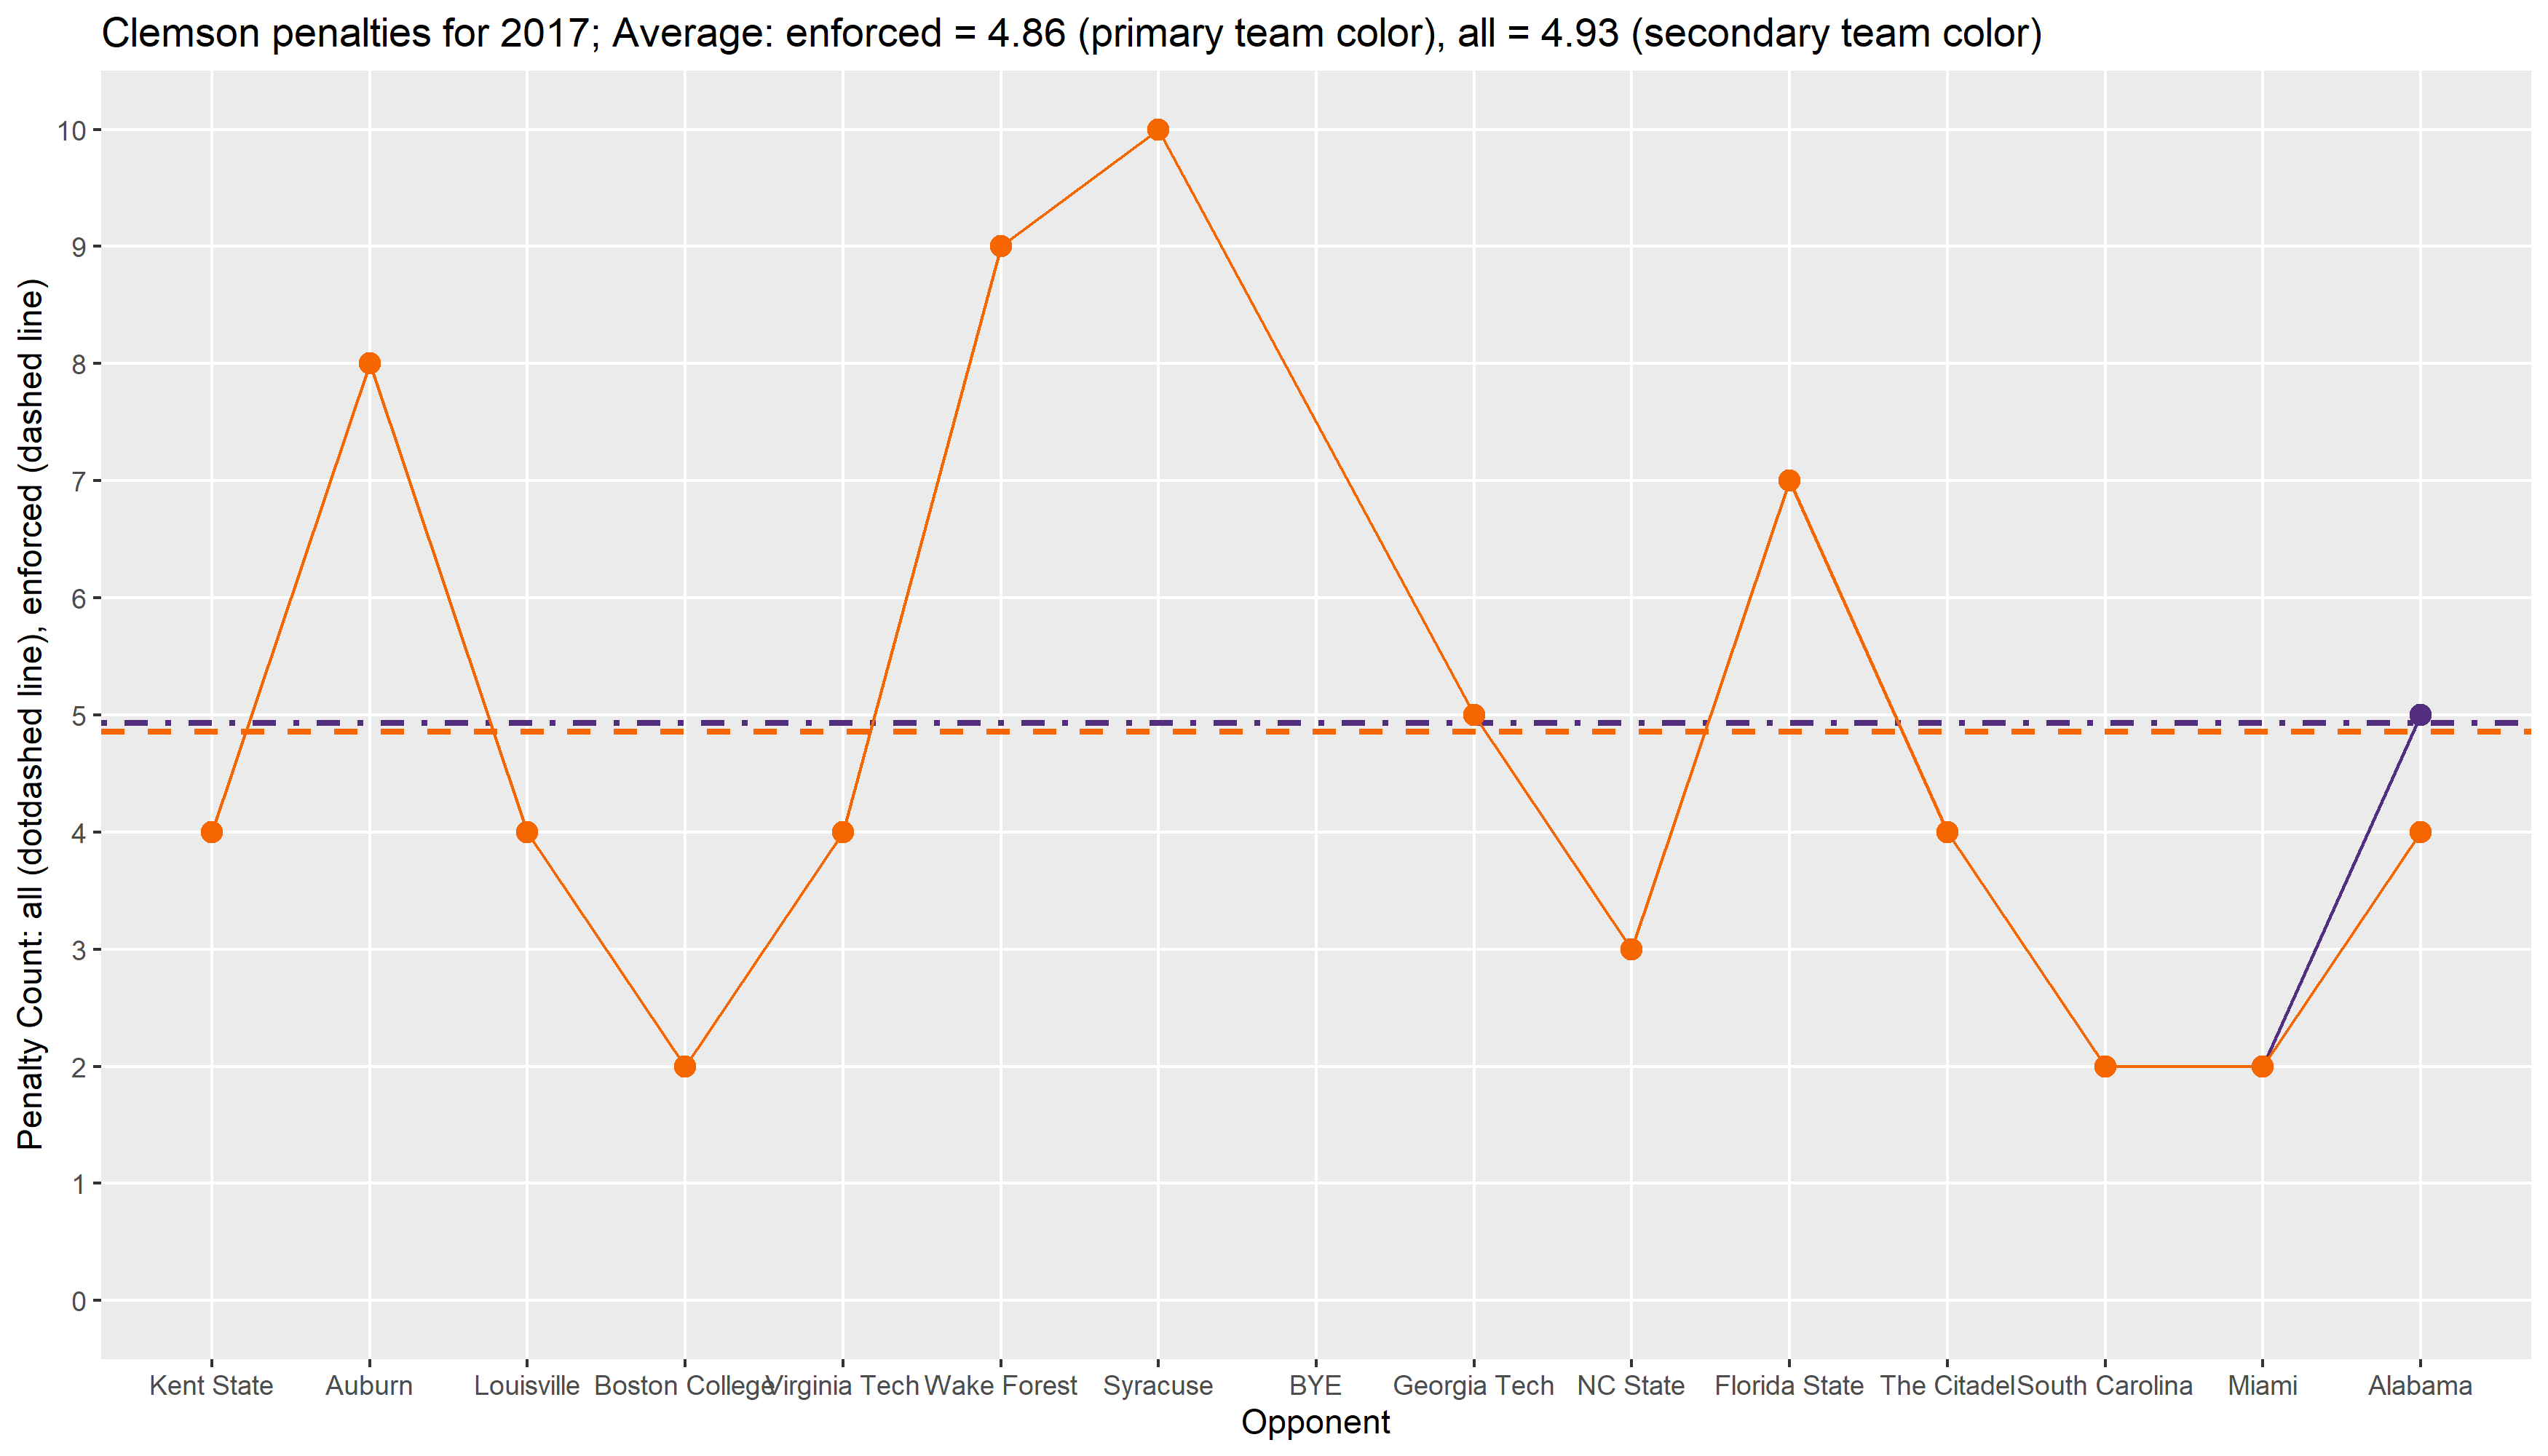 Clemson penalties for 2017; Average: enforced = 4.86 (primary team color), all = 4.93 (secondary team color)
Penalty Count: all (dotdashed line), enforced (dashed line)
10
9
8
7
6
5
4
3
2
1
0
Kent State Auburn Louisville Boston College Virginia Tech Wake Forest Syracuse BYE Georgia Tech NC State Florida State The Citadel South Carolina Miami Alabama
Opponent